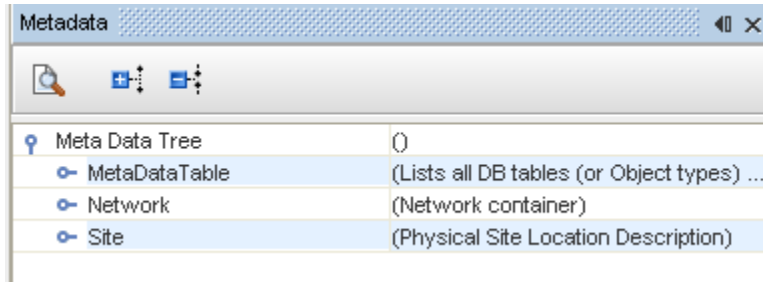 Metadata
Meta Data Tree ()
MetaDataTable (Lists all DB tables (or Object types) ...
Network (Network container)
Site (Physical Site Location Description)